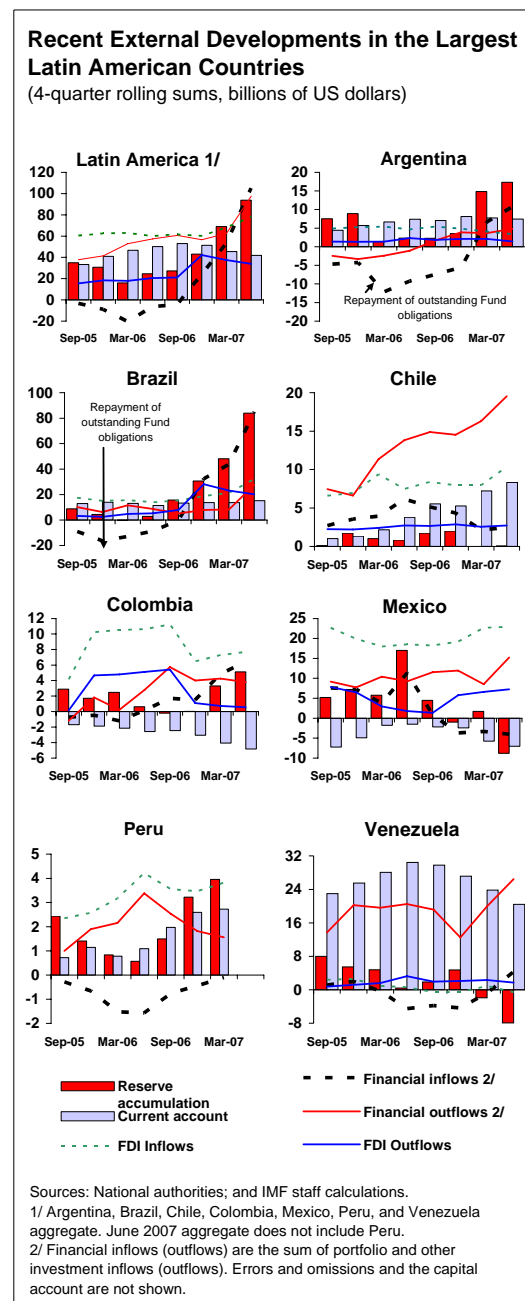 Recent External Developments in the Largest
Latin American Countries
(4-quarter rolling sums, billions of US dollars)
Latin America 1/
120
100
80
60
40
20
0
-20
Sep-05 Mar-06 Sep-06 Mar-07
Argentina
20
15
10
5
0
-5
-10
-15
-20
Repayment of outstanding Fund
obligations
Sep-05 Mar-06 Sep-06 Mar-07
Brazil
100
80
60
40
20
0
-20
Repayment of
outstanding Fund
obligations
Sep-05 Mar-06 Sep-06 Mar-07
Chile
20
15
10
5
0
Sep-05 Mar-06 Sep-06 Mar-07
Colombia
12
10
8
6
4
2
0
-2
-4
-6
Sep-05 Mar-06 Sep-06 Mar-07
Mexico
25
20
15
10
5
0
-5
-10
Sep-05 Mar-06 Sep-06 Mar-07
Peru
5
4
3
2
1
0
-1
-2
Sep-05 Mar-06 Sep-06 Mar-07
Venezuela
32
24
16
8
0
-8
Sep-05 Mar-06 Sep-06 Mar-07
Reserve
accumulation
Current account
FDI Inflows
Financial inflows 2/
Financial outflows 2/
FDI Outflows
Sources: National authorities; and IMF staff calculations.
1/ Argentina, Brazil, Chile, Colombia, Mexico, Peru, and Venezuela
aggregate. June 2007 aggregate does not include Peru.
2/ Financial inflows (outflows) are the sum of portfolio and other
investment inflows (outflows). Errors and omissions and the capital
account are not shown.